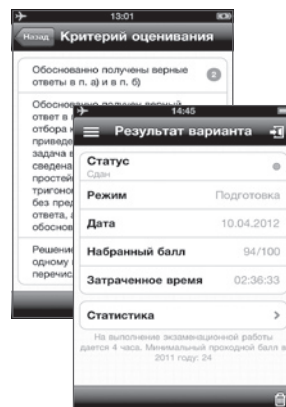 13:01
Назад Критерий оценивания
Обоснованно получены верные
ответы в п. а) и в п. б)
2
Обоснованно получен верный
ответ в
отбора
приведе
задача
сведена
простей
тригоно
без пред
ответа, а
обоснов
Решение
одному
перечис
14:45
Результат варианта
Статус
Сдан
Режим Подготовка
Дата 10.04.2012
Набранный балл 94/100
Затраченное время 02:36:33
Статистика
На выполнение экзаменационной работы
дается 4 часа. Минимальный проходной балл в
2011 году: 24